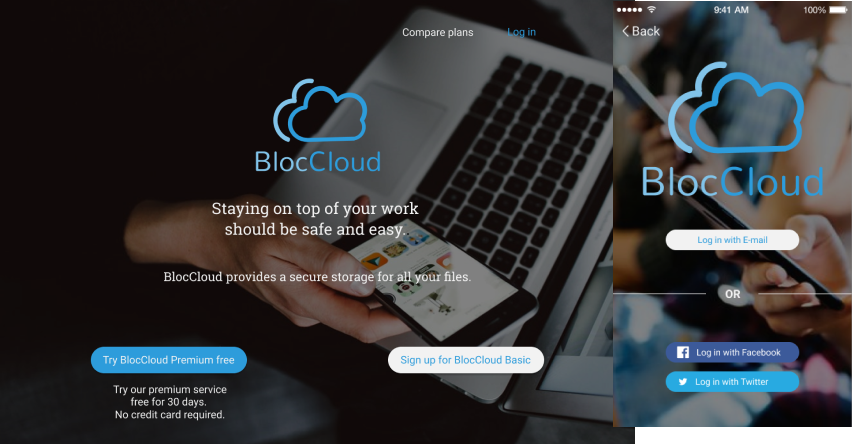 Compare plans
Log in
BlocCloud
Staying on top of your work
should be safe and easy.
BlocCloud provides a secure storage for all your files.
Try BlocCloud Premium free
Sign up for BlocCloud Basic
Try our premium service
free for 30 days.
No credit card required.
9:41 AM
100%
Back
BlocCloud
Log in with E-mail
OR
Log in with Facebook
Log in with Twitter